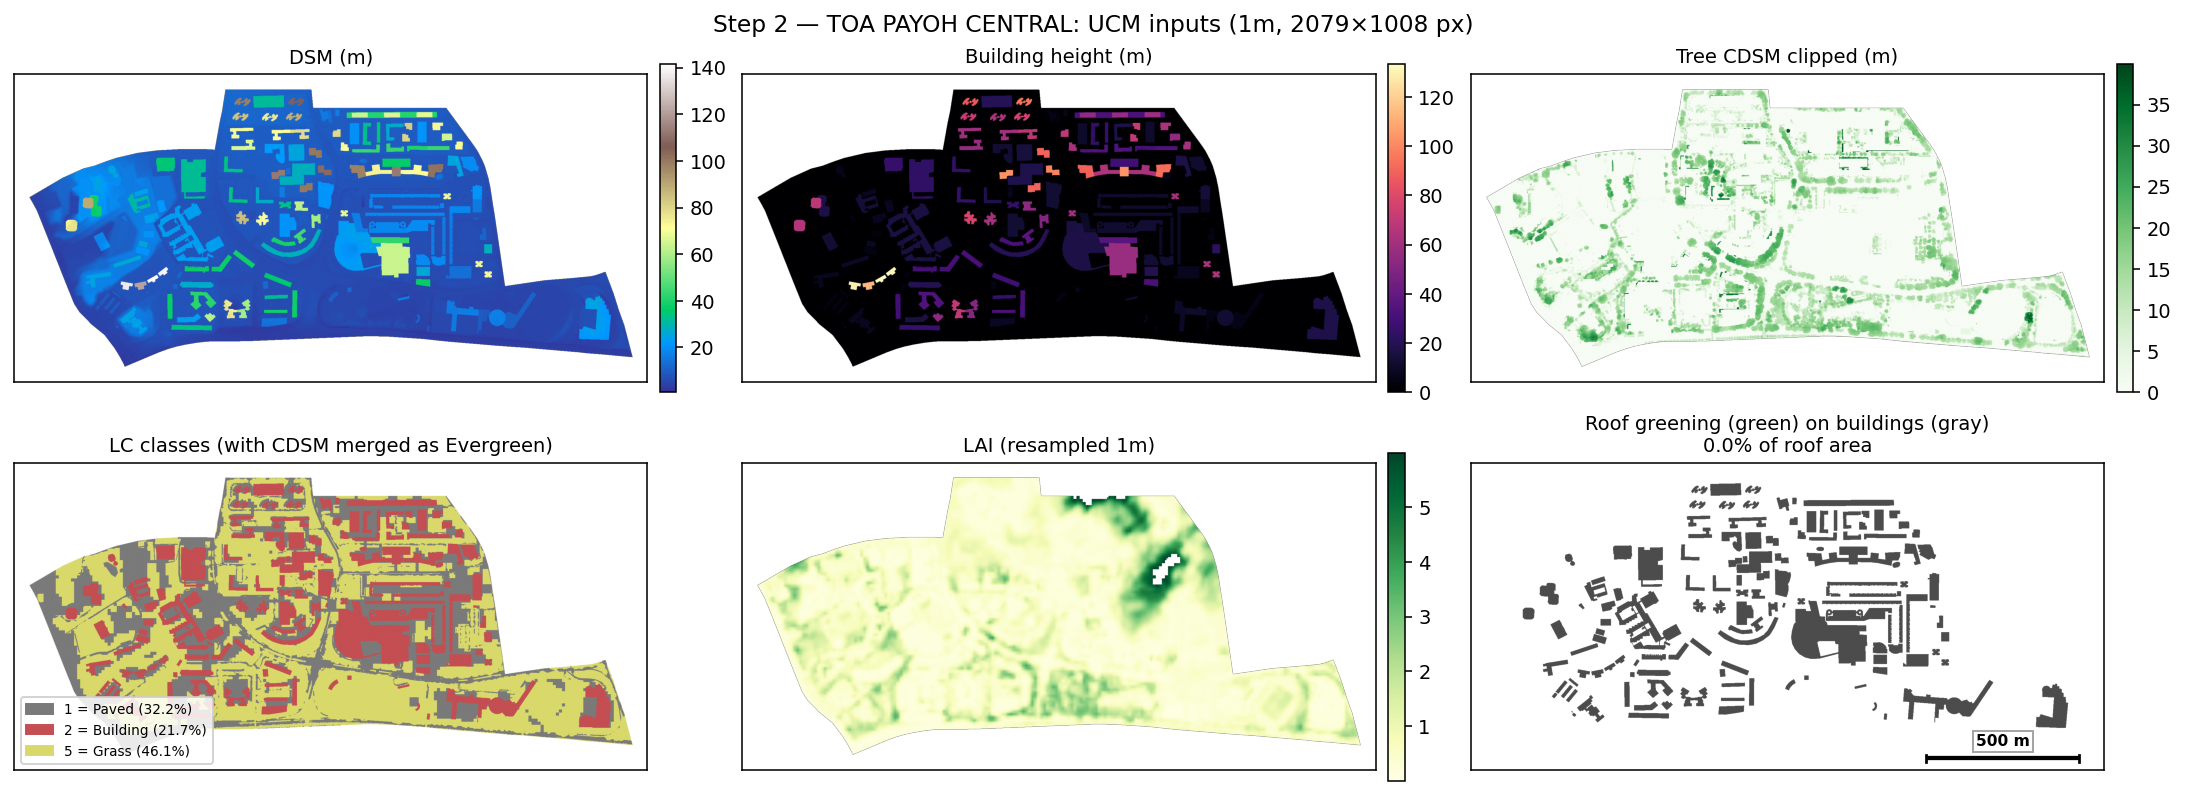 Step 2 — TOA PAYOH CENTRAL: UCM inputs (1m, 2079×1008 px)
DSM (m)
140
120
100
80
60
40
20
Building height (m)
120
100
80
60
40
20
0
Tree CDSM clipped (m)
35
30
25
20
15
10
5
0
LC classes (with CDSM merged as Evergreen)
1 = Paved (32.2%)
2 = Building (21.7%)
5 = Grass (46.1%)
LAI (resampled 1m)
5
4
3
2
1
Roof greening (green) on buildings (gray)
0.0% of roof area
500 m